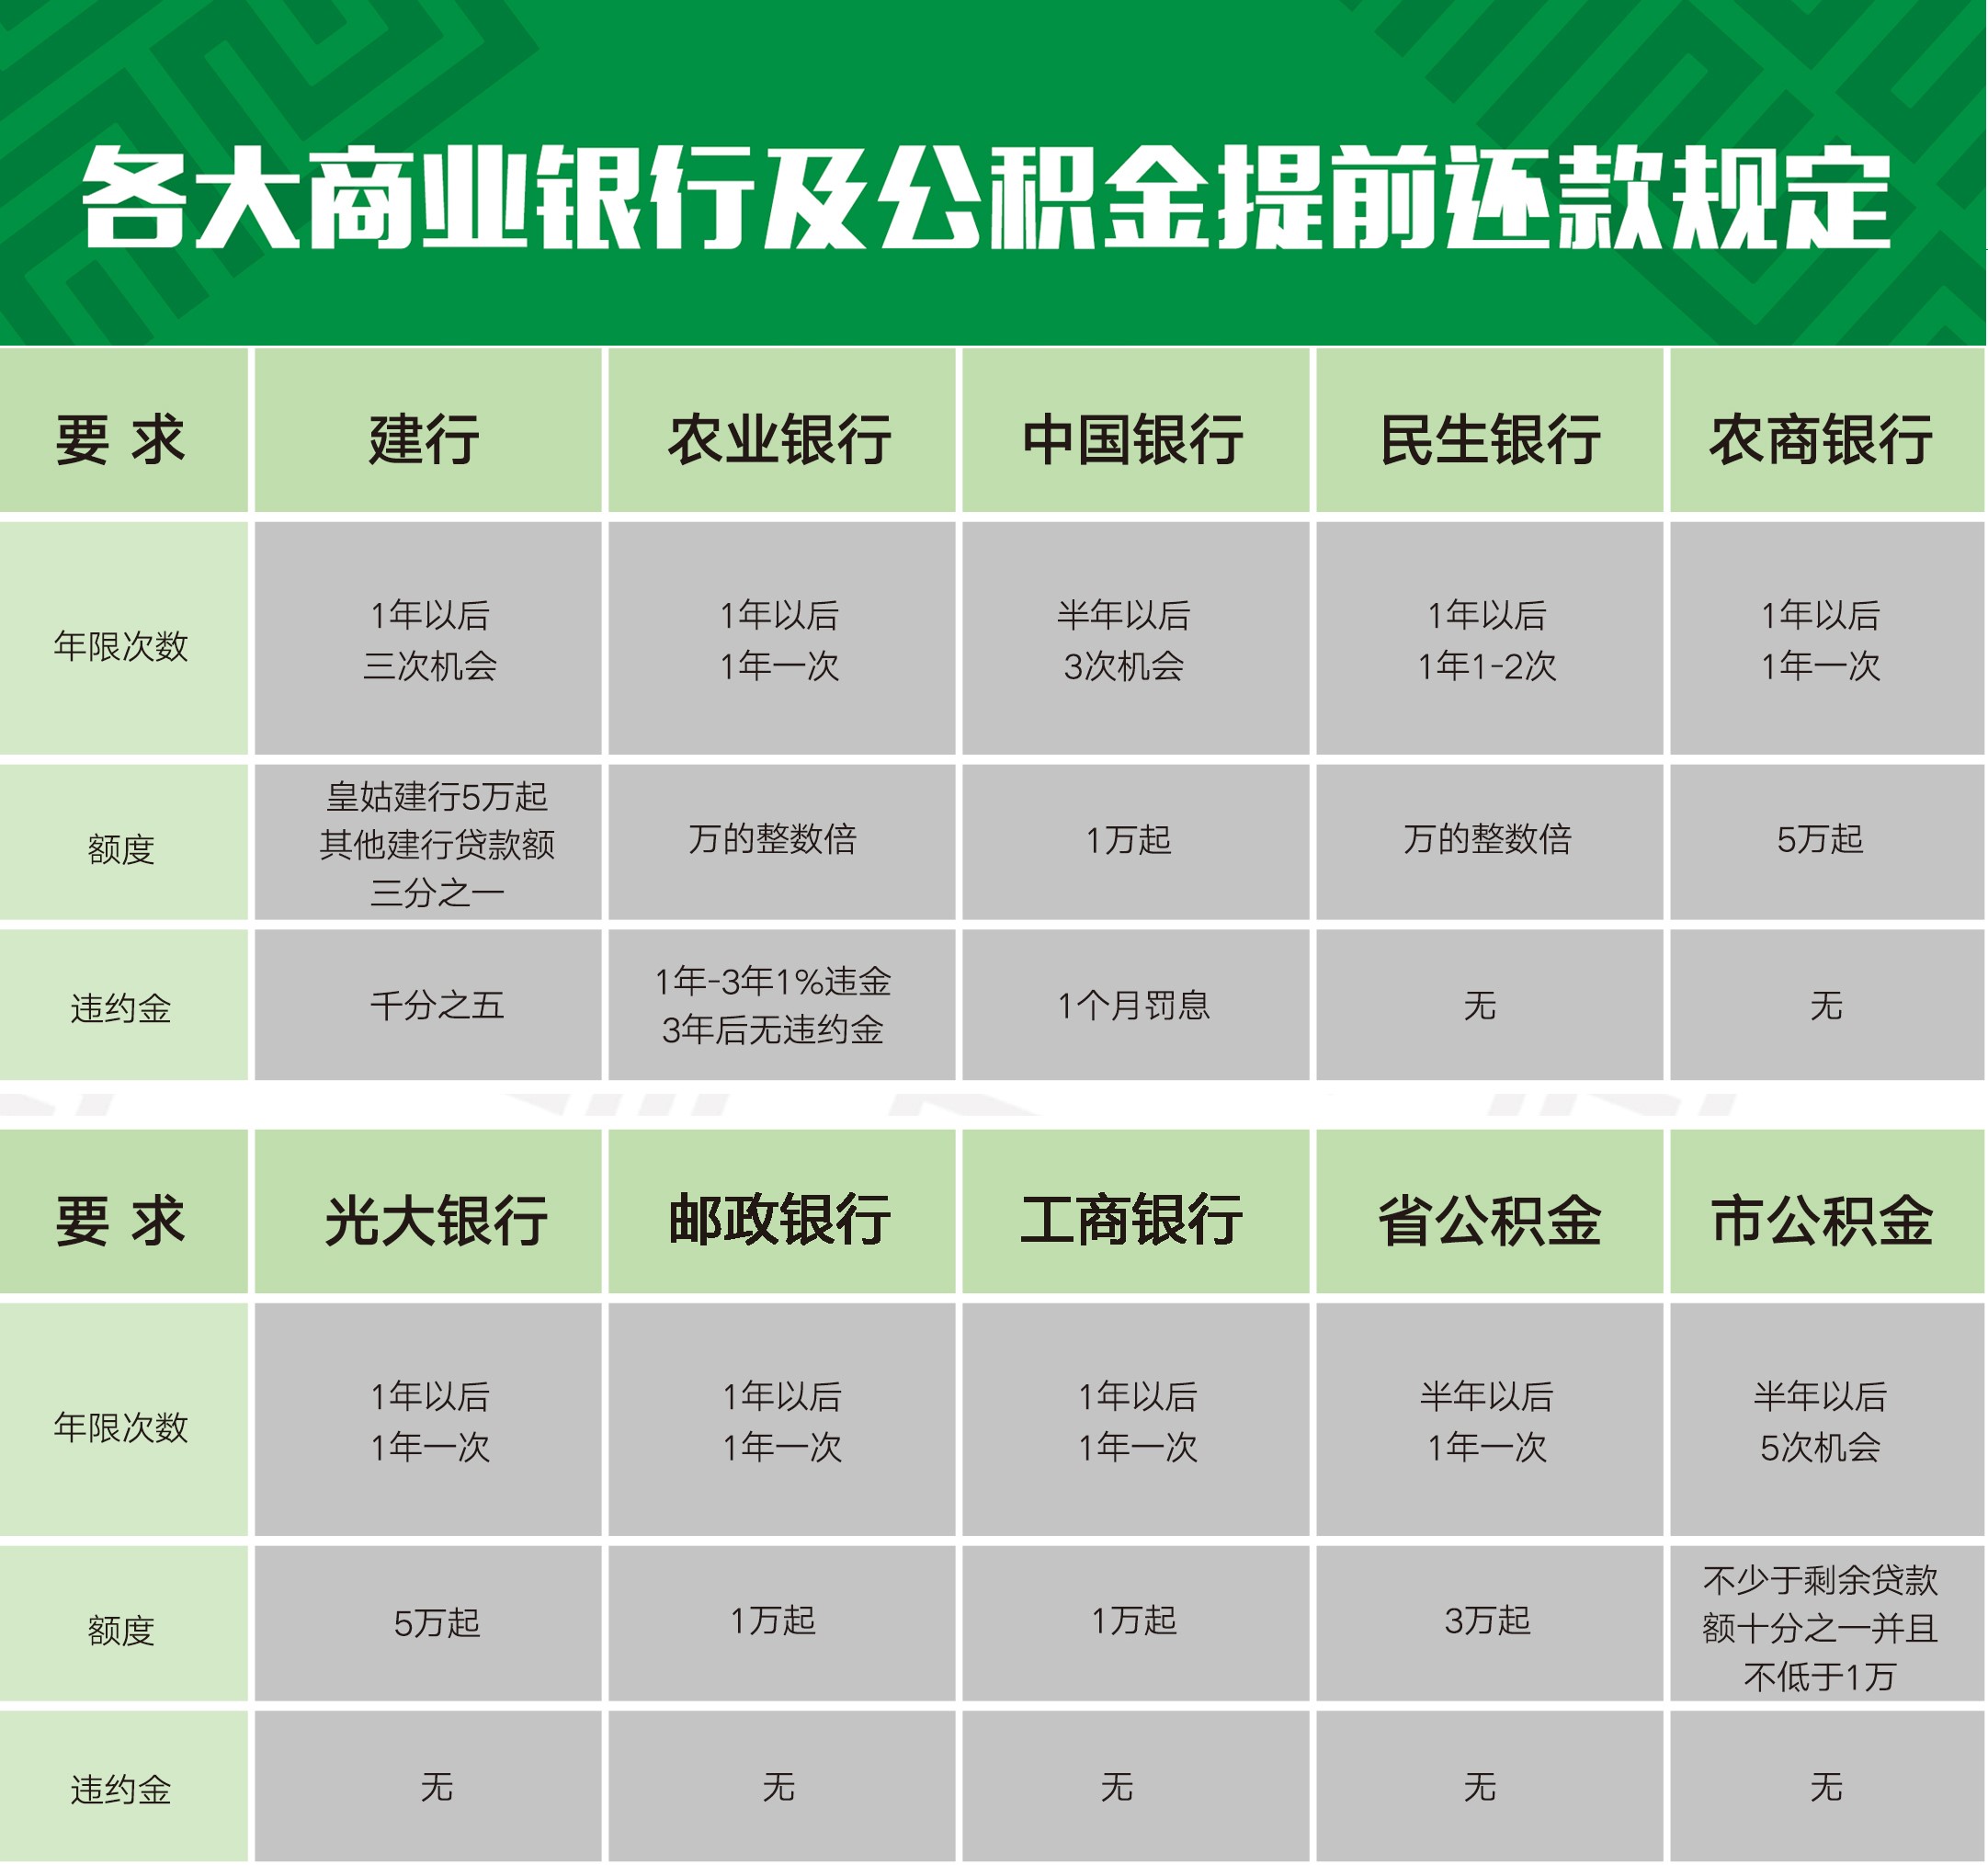 各大商业银行及公积金提前还款规定
要 求
建行
农业银行
中国银行
民生银行
农商银行
年限次数
1年以后
三次机会
1年以后
1年一次
半年以后
3次机会
1年以后
1年1-2次
1年以后
1年一次
额度
皇姑建行5万起
其他建行贷款额
三分之一
万的整数倍
1万起
万的整数倍
5万起
违约金
千分之五
1年-3年1%违金
3年后无违约金
1个月罚息
无
无
要 求
光大银行
邮政银行
工商银行
省公积金
市公积金
年限次数
1年以后
1年一次
1年以后
1年一次
1年以后
1年一次
半年以后
1年一次
半年以后
5次机会
额度
5万起
1万起
1万起
3万起
不少于剩余贷款
额十分之一并且
不低于1万
违约金
无
无
无
无
无